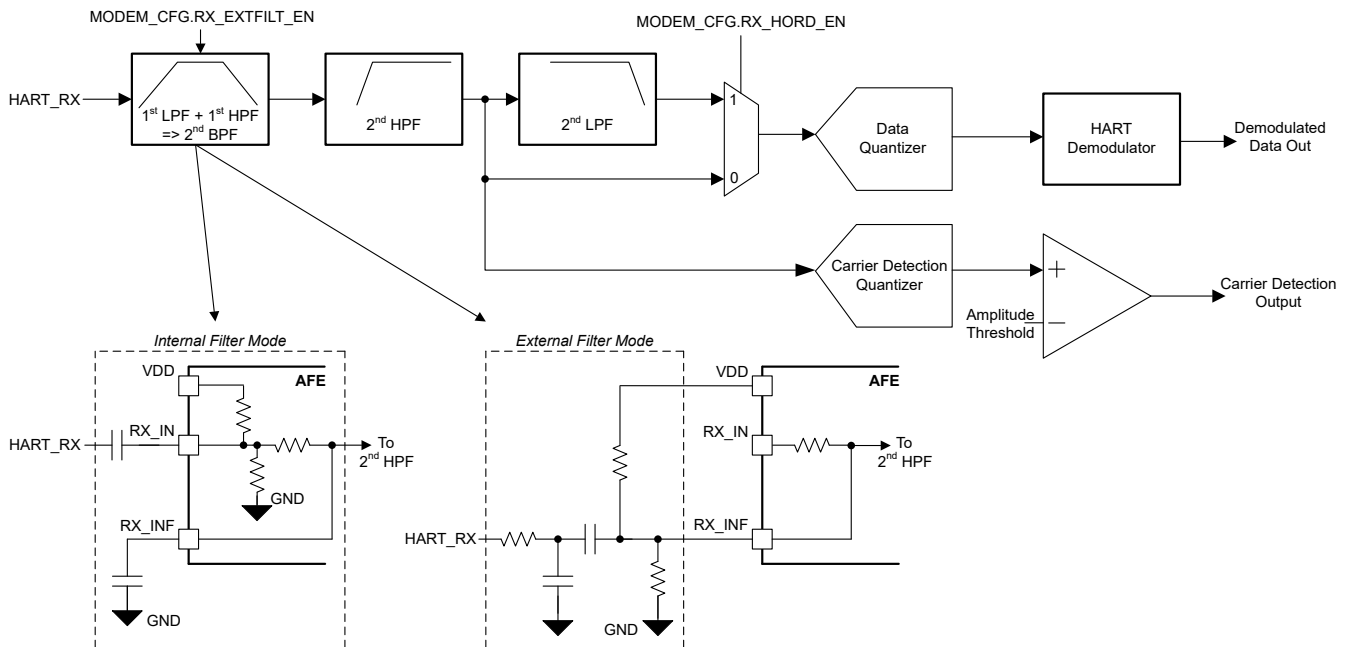 MODEM_CFG.RX_EXTFILT_EN
MODEM_CFG.RX_HORD_EN
HART_RX
1st LPF + 1st HPF
=> 2nd BPF
2nd HPF
2nd LPF
1
0
Data
Quantizer
HART
Demodulator
Demodulated
Data Out
Carrier Detection
Quantizer
+
—
Amplitude
Threshold
Carrier Detection
Output
Internal Filter Mode
VDD
AFE
HART_RX
RX_IN
To
2nd HPF
GND
RX_INF
GND
External Filter Mode
VDD
AFE
RX_IN
To
2nd HPF
HART_RX
RX_INF
GND